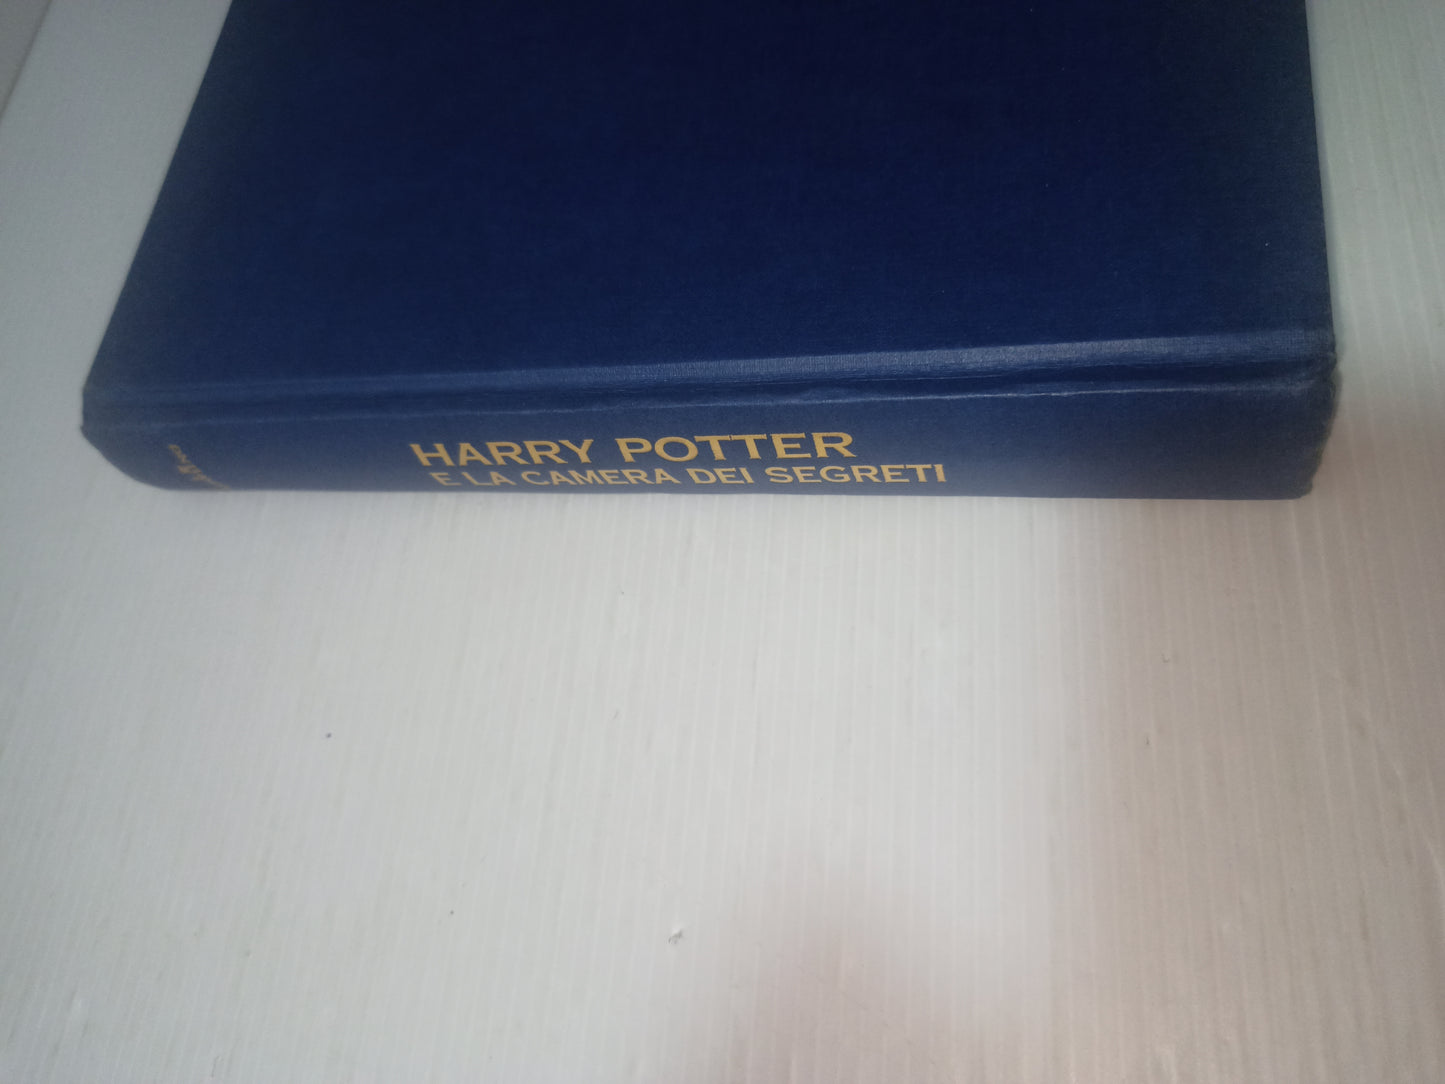 HARRY POTTER
E LA CAMERA DEI SEGRETI